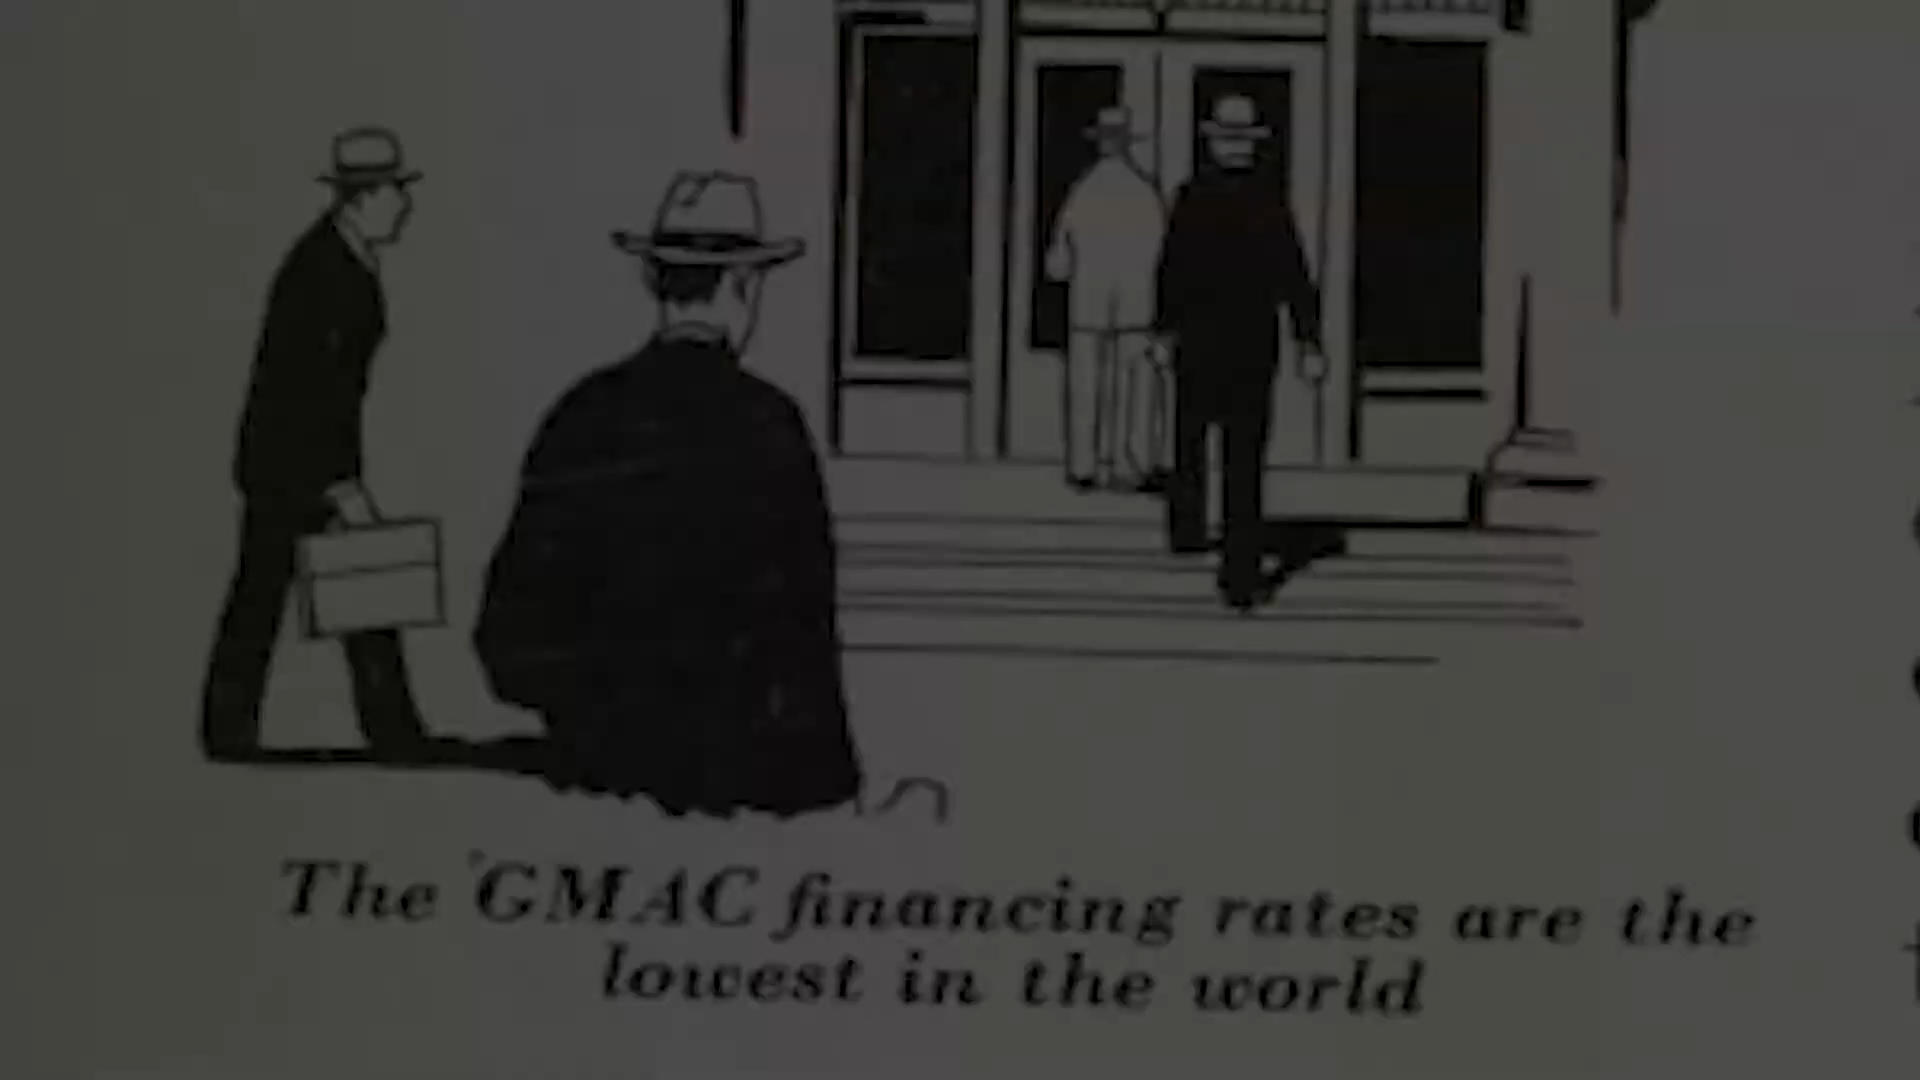 The GMAC financing rates are the
lowest in the world